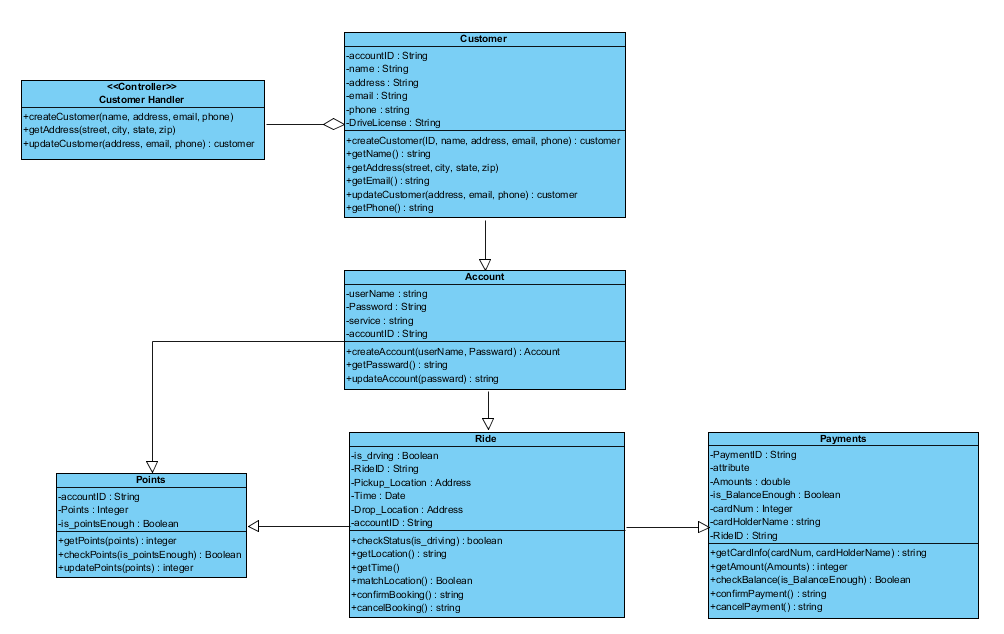 Customer
-accountID : String
-name : String
-address : String
-email : String
-phone : string
-DriveLicense : String
+createCustomer(ID, name, address, email, phone) : customer
+getName() : string
+getAddress(street, city, state, zip)
+getEmail() : string
+updateCustomer(address, email, phone) : customer
+getPhone() : string
<<Controller>>
Customer Handler
+createCustomer(name, address, email, phone)
+getAddress(street, city, state, zip)
+updateCustomer(address, email, phone) : customer
Account
-userName : string
-Password : String
-service : string
-accountID : String
+createAccount(userName, Password) : Account
+getPassward() : string
+updateAccount(password) : string
Points
-accountID : String
-Points : Integer
-is_pointsEnough : Boolean
+getPoints(points) : integer
+checkPoints(is_pointsEnough) : Boolean
+updatePoints(points) : integer
Ride
-is_drving : Boolean
-RideID : String
-Pickup_Location : Address
-Time : Date
-Drop_Location : Address
-accountID : String
+checkStatus(is_driving) : boolean
+getLocation() : string
+getTime()
+matchLocation() : Boolean
+confirmBooking() : string
+cancelBooking() : string
Payments
-PaymentID : String
-attribute
-Amounts : double
-is_BalanceEnough : Boolean
-cardNum : Integer
-cardHolderName : string
-RideID : String
+getCardInfo(cardNum, cardHolderName) : string
+getAmount(Amounts) : integer
+checkBalance(is_BalanceEnough) : Boolean
+confirmPayment() : string
+cancelPayment() : string